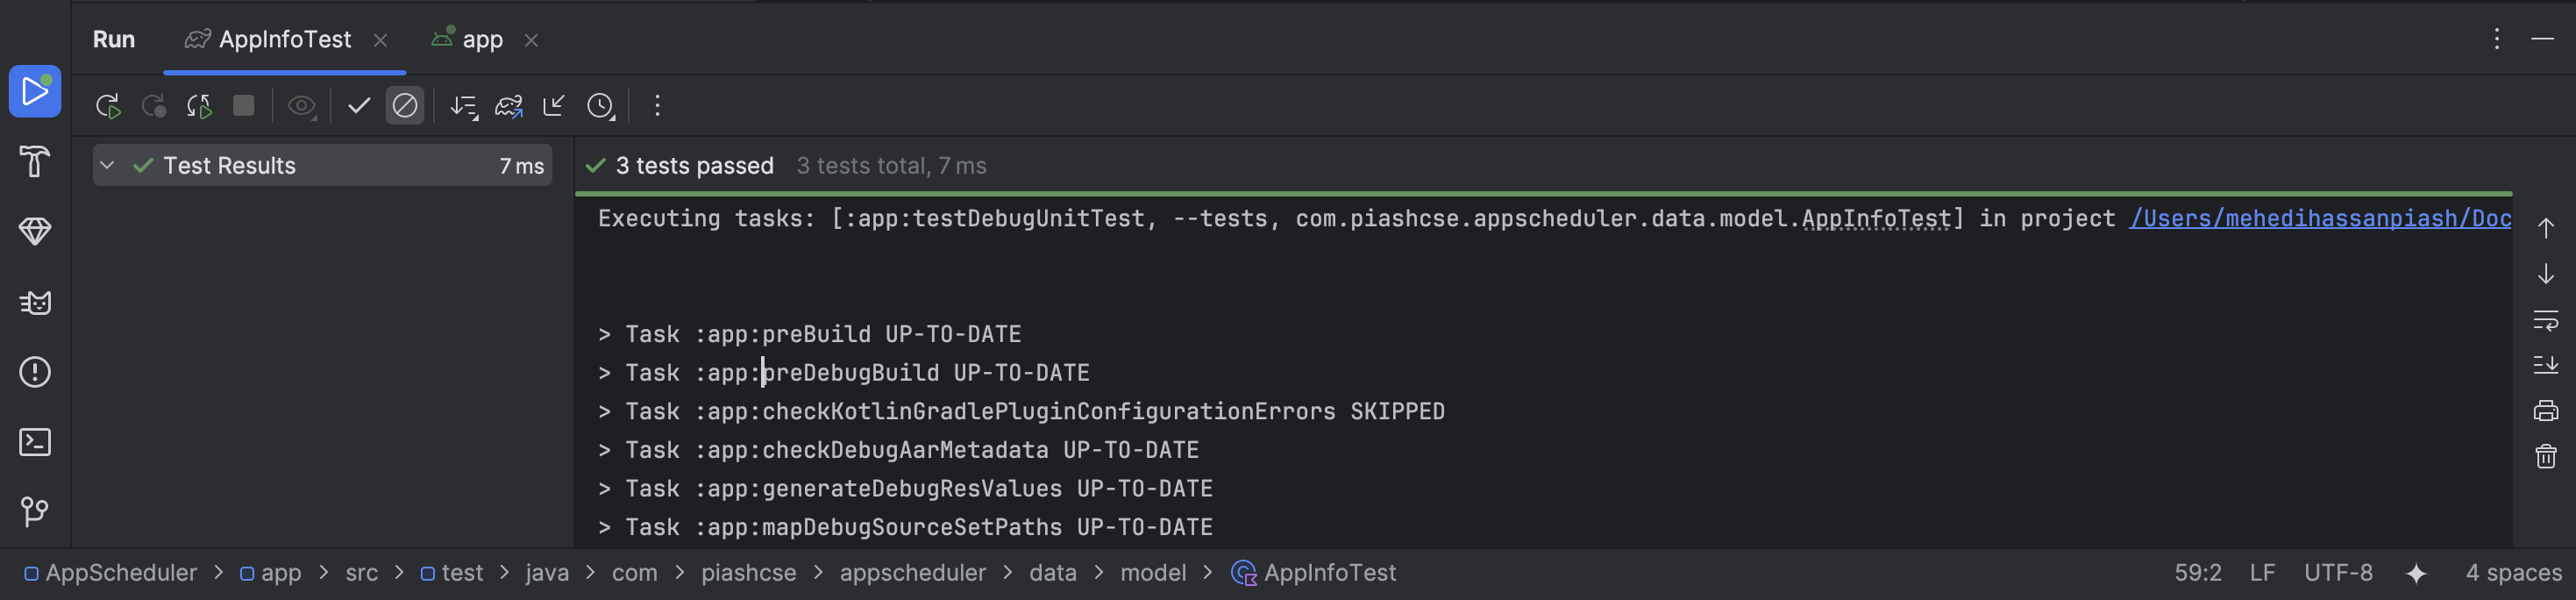 Run AppInfoTest app
Test Results 7 ms
3 tests passed 3 tests total, 7 ms
Executing tasks: [:app:testDebugUnitTest, --tests, com.piashcse.appscheduler.data.model.AppInfoTest] in project /Users/mehedihassanpiash/Doc
> Task :app:preBuild UP-TO-DATE
> Task :app:preDebugBuild UP-TO-DATE
> Task :app:checkKotlinGradlePluginConfigurationErrors SKIPPED
> Task :app:checkDebugAarMetadata UP-TO-DATE
> Task :app:generateDebugResValues UP-TO-DATE
> Task :app:mapDebugSourceSetPaths UP-TO-DATE
AppScheduler > app > src > test > java > com > piashcse > appscheduler > data > model > AppInfoTest 59:2 LF UTF-8 4 spaces